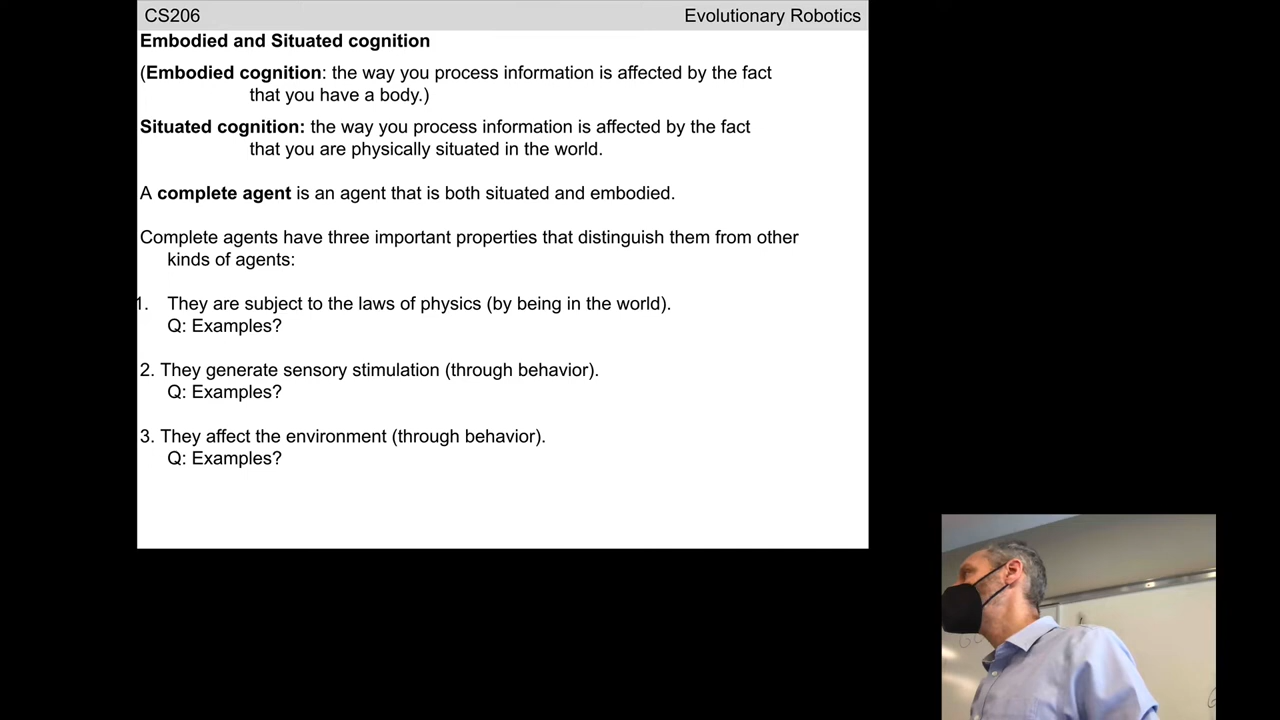 CS206 Evolutionary Robotics
Embodied and Situated cognition
(Embodied cognition: the way you process information is affected by the fact
that you have a body.)
Situated cognition: the way you process information is affected by the fact
that you are physically situated in the world.
A complete agent is an agent that is both situated and embodied.
Complete agents have three important properties that distinguish them from other
kinds of agents:
1. They are subject to the laws of physics (by being in the world).
Q: Examples?
2. They generate sensory stimulation (through behavior).
Q: Examples?
3. They affect the environment (through behavior).
Q: Examples?